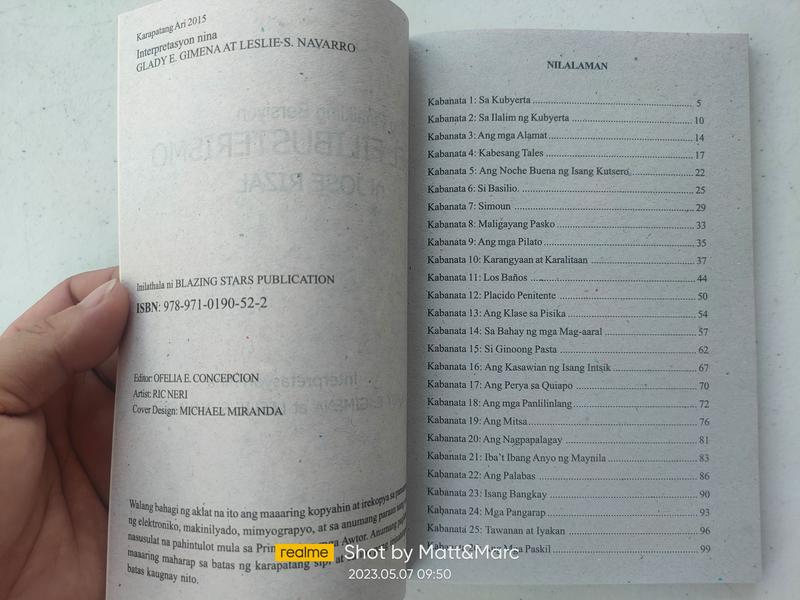 Karapatang Ari 2015
Interpretasyon nina
GLADY E. GIMENA AT LESLIE-S. NAVARRO
FILIBUSTERISMO
JOSE RIZAL
Inilathala ni BLAZING STARS PUBLICATION
ISBN: 978-971-0190-52-2
Editor: OFELIA E. CONCEPCION
Artist: RIC NERI
Cover Design: MICHAEL MIRANDA
Walang bahagi ng aklat na ito ang maaaring kopyahin at irekopya sa
ng elektroniko, makinilyado, mimyograpyo, at sa anumang paraan
nasusulat na pahintulot mula sa mga Awtor. Anumang
maaaring maharap sa batas ng karapatang sipi at
batas kaugnay nito.
NILALAMAN
Kabanata 1: Sa Kubyerta 5
Kabanata 2: Sa Ilalim ng Kubyerta 10
Kabanata 3: Ang mga Alamat 14
Kabanata 4: Kabesang Tales 17
Kabanata 5: Ang Noche Buena ng Isang Kutsero 22
Kabanata 6: Si Basilio. 25
Kabanata 7: Simoun 29
Kabanata 8: Maligayang Pasko 33
Kabanata 9: Ang mga Pilato 35
Kabanata 10: Karangyaan at Karalitaan 37
Kabanata 11: Los Baños 44
Kabanata 12: Placido Penitente 50
Kabanata 13: Ang Klase sa Pisika 54
Kabanata 14: Sa Bahay ng mga Mag-aaral 57
Kabanata 15: Si Ginoong Pasta 62
Kabanata 16: Ang Kasawian ng Isang Intsik 67
Kabanata 17: Ang Perya sa Quiapo 70
Kabanata 18: Ang mga Panlilinlang 72
Kabanata 19: Ang Mitsa 76
Kabanata 20: Ang Nagpapalagay 81
Kabanata 21: Iba't Ibang Anyo ng Maynila 83
Kabanata 22: Ang Palabas 86
Kabanata 23: Isang Bangkay 90
Kabanata 24: Mga Pangarap 93
Kabanata 25: Tawanan at Iyakan 96
Mga Paskil 99
realme Shot by Matt&Marc
2023.05.07 09:50